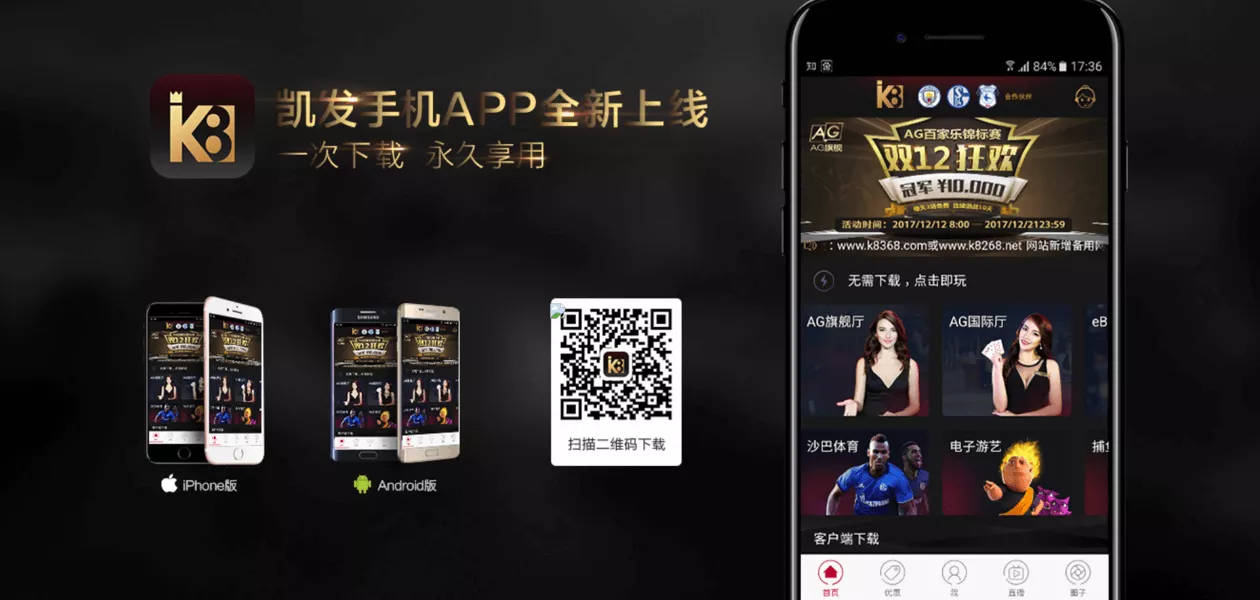 K8
凯发手机APP全新上线
一次下载 永久享用
iPhone版
Android版
K8
扫描二维码下载
知
84%
17:36
K8
合作伙伴
AG
AG旗舰
AG百家乐锦标赛
双12狂欢
冠军 ¥10,000
活动时间：2017/12/12 8:00 — 2017/12/2123:59
：www.k8368.com或www.k8268.net 网站新增备用网
无需下载，点击即玩
AG旗舰厅
AG国际厅
eB
沙巴体育
电子游艺
捕鱼
客户端下载
首页
优惠
我
直播
圈子